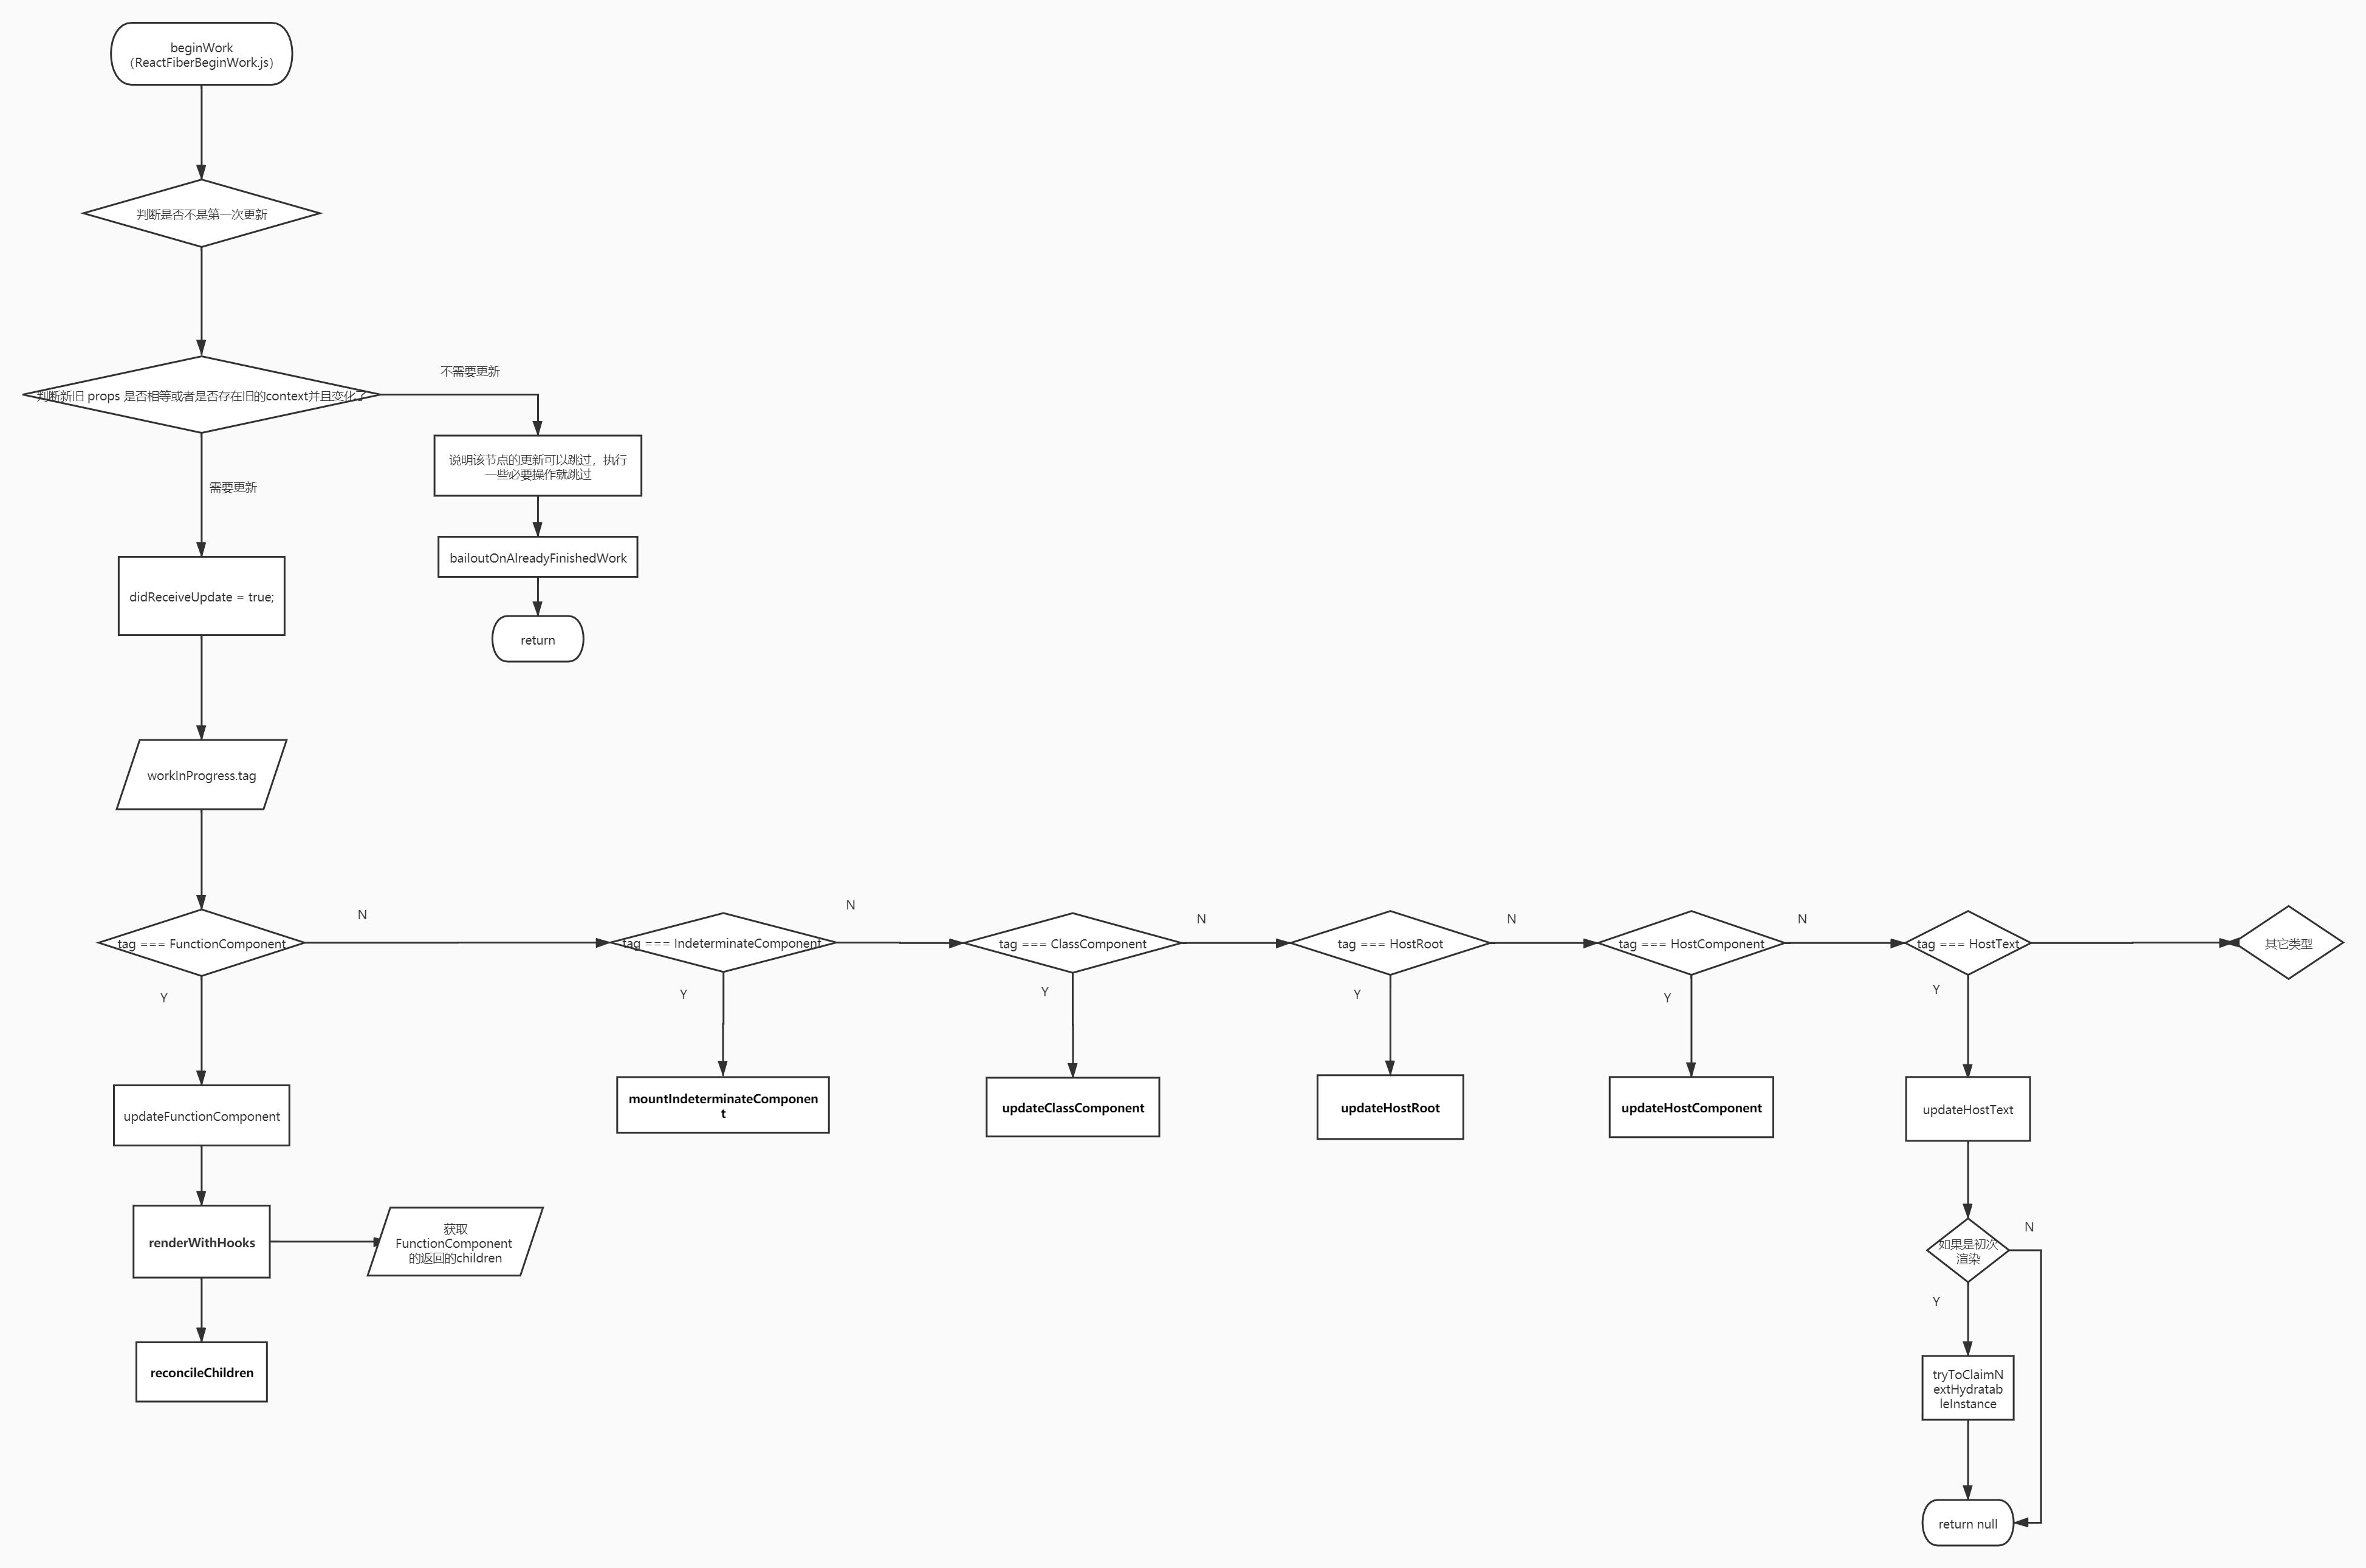 beginWork
（ReactFiberBeginWork.js）
判断是否不是第一次更新
判断新旧 props 是否相等或者是否存在旧的context并且变化了
不需要更新
说明该节点的更新可以跳过，执行
一些必要操作就跳过
需要更新
bailoutOnAlreadyFinishedWork
didReceiveUpdate = true;
return
workInProgress.tag
tag === FunctionComponent
N
tag === IndeterminateComponent
N
tag === ClassComponent
N
tag === HostRoot
N
tag === HostComponent
N
tag === HostText
其它类型
Y
Y
Y
Y
Y
Y
updateFunctionComponent
mountIndeterminateComponen
t
updateClassComponent
updateHostRoot
updateHostComponent
updateHostText
renderWithHooks
获取
FunctionComponent
的返回的children
如果是初次
渲染
N
Y
reconcileChildren
tryToClaimN
extHydratab
leInstance
return null